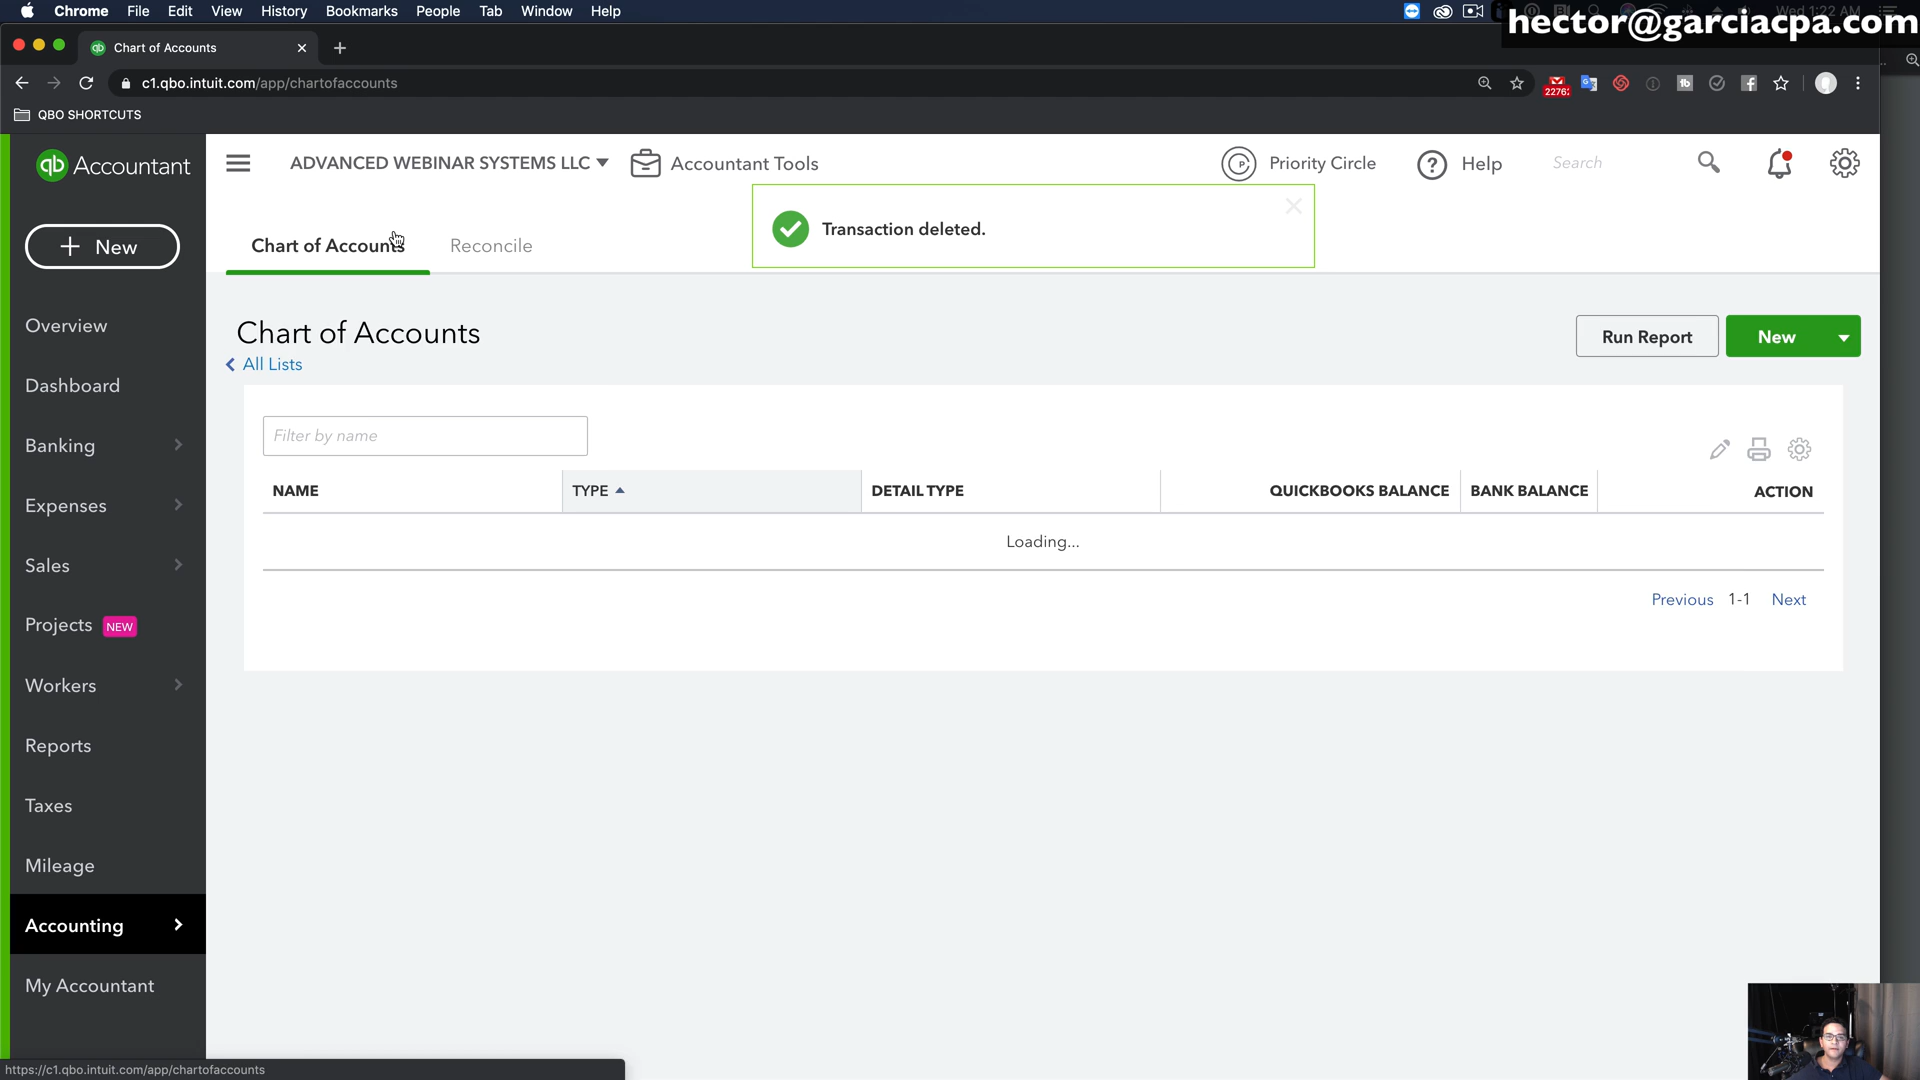 Chrome File Edit View History Bookmarks People Tab Window Help
Wed 1:22 AM
hector@garciacpa.com
Chart of Accounts
c1.qbo.intuit.com/app/chartofaccounts
22762
QBO SHORTCUTS
qb Accountant
ADVANCED WEBINAR SYSTEMS LLC
Accountant Tools
Priority Circle
Help
Search
Transaction deleted.
+ New
Chart of Accounts
Reconcile
Overview
Dashboard
Banking
Expenses
Sales
Projects NEW
Workers
Reports
Taxes
Mileage
Accounting
My Accountant
Chart of Accounts
All Lists
Run Report
New
Filter by name
NAME TYPE DETAIL TYPE QUICKBOOKS BALANCE BANK BALANCE ACTION
Loading...
Previous 1-1 Next
https://c1.qbo.intuit.com/app/chartofaccounts